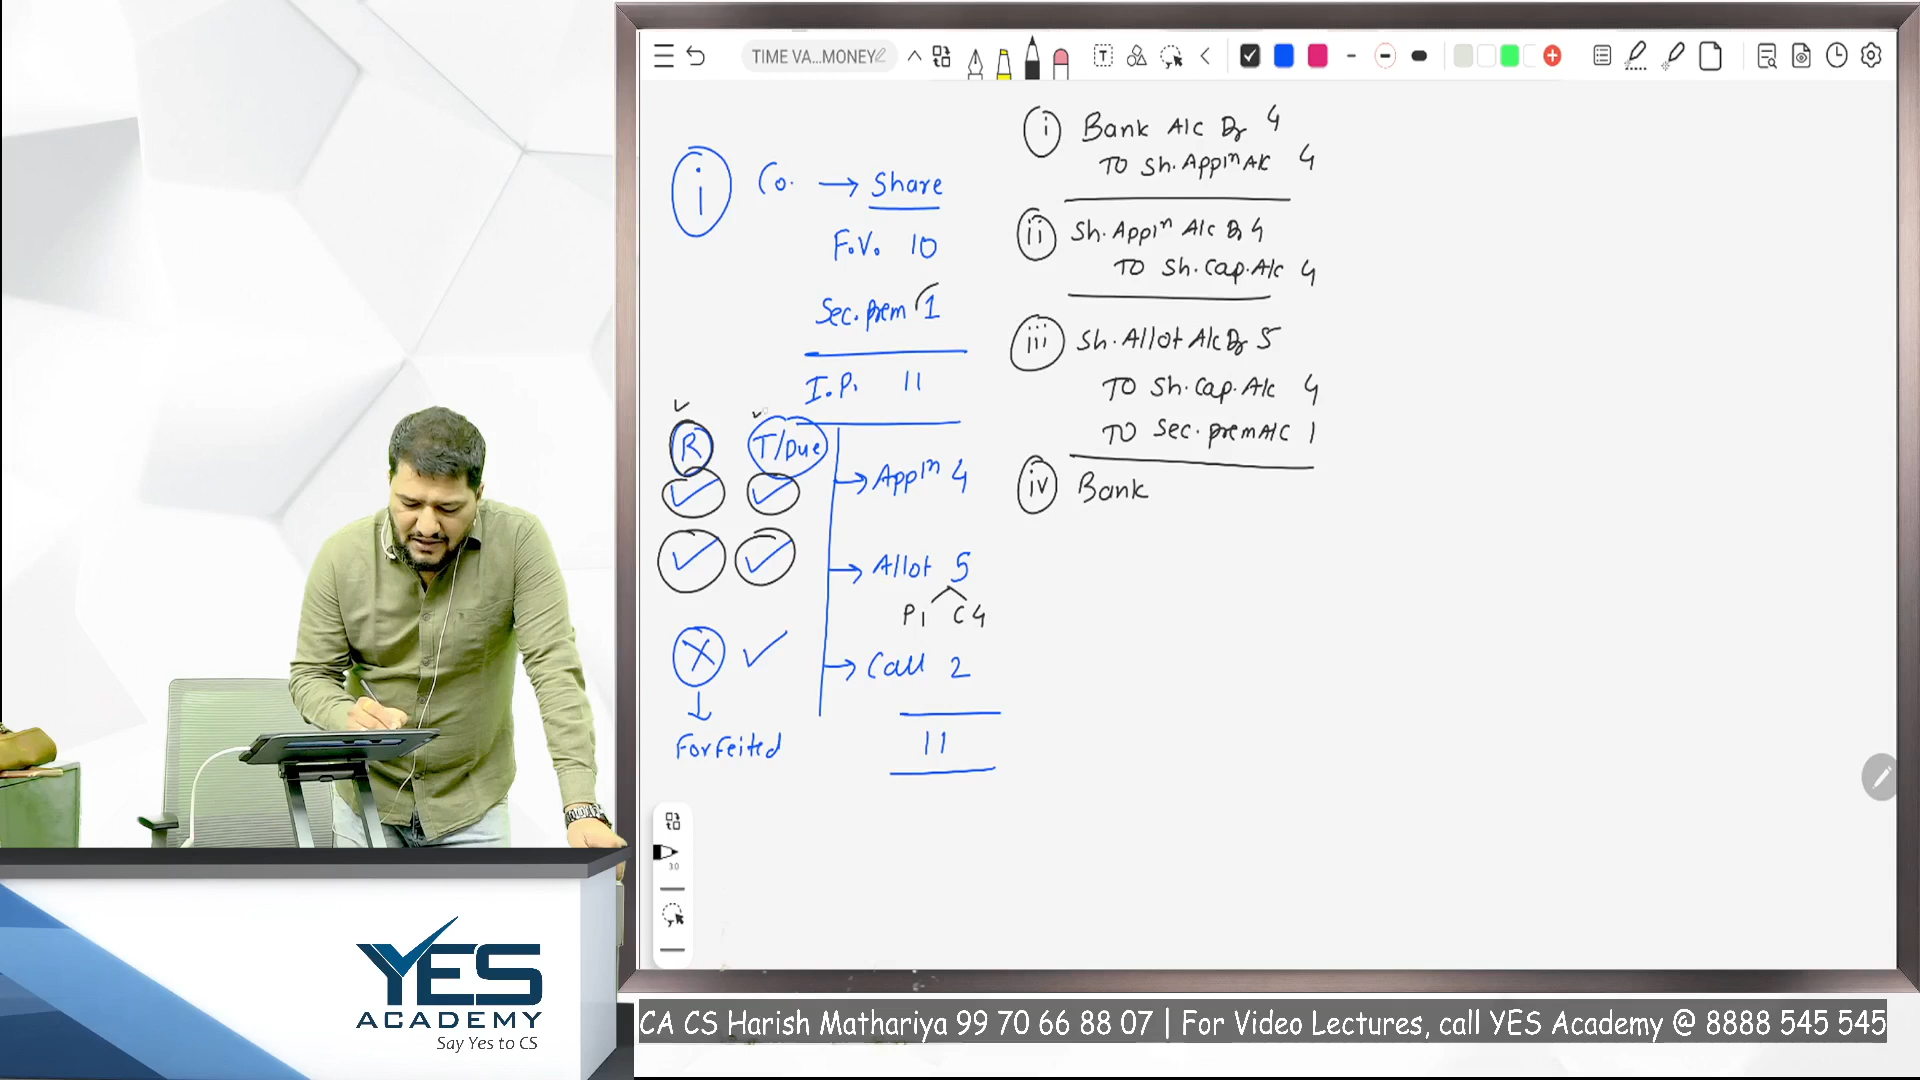 TIME VA...MONEY
i Co. → Share
F.V. 10
Sec. prem 1
I.P. 11
R T/Due
→ Appln 4
→ Allot 5
P 1 C 4
X → Call 2
Forfeited 11
i Bank A/c Dr 4
TO Sh. Appln A/c 4
ii Sh. Appln A/c Dr 4
TO Sh. Cap. A/c 4
iii Sh. Allot A/c Dr 5
TO Sh. Cap. A/c 4
TO Sec. prem A/c 1
iv Bank
30
YES
ACADEMY
Say Yes to CS
CA CS Harish Mathariya 99 70 66 88 07 | For Video Lectures, call YES Academy @ 8888 545 545